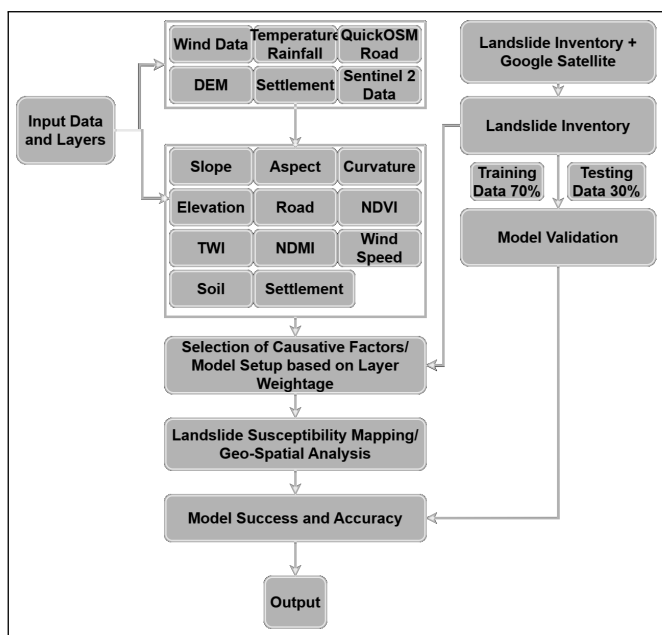 Wind Data
Temperature
Rainfall
QuickOSM
Road
DEM
Settlement
Sentinel 2
Data
Input Data
and Layers
Slope
Aspect
Curvature
Elevation
Road
NDVI
TWI
NDMI
Wind
Speed
Soil
Settlement
Selection of Causative Factors/
Model Setup based on Layer
Weightage
Landslide Susceptibility Mapping/
Geo-Spatial Analysis
Model Success and Accuracy
Output
Landslide Inventory +
Google Satellite
Landslide Inventory
Training
Data 70%
Testing
Data 30%
Model Validation